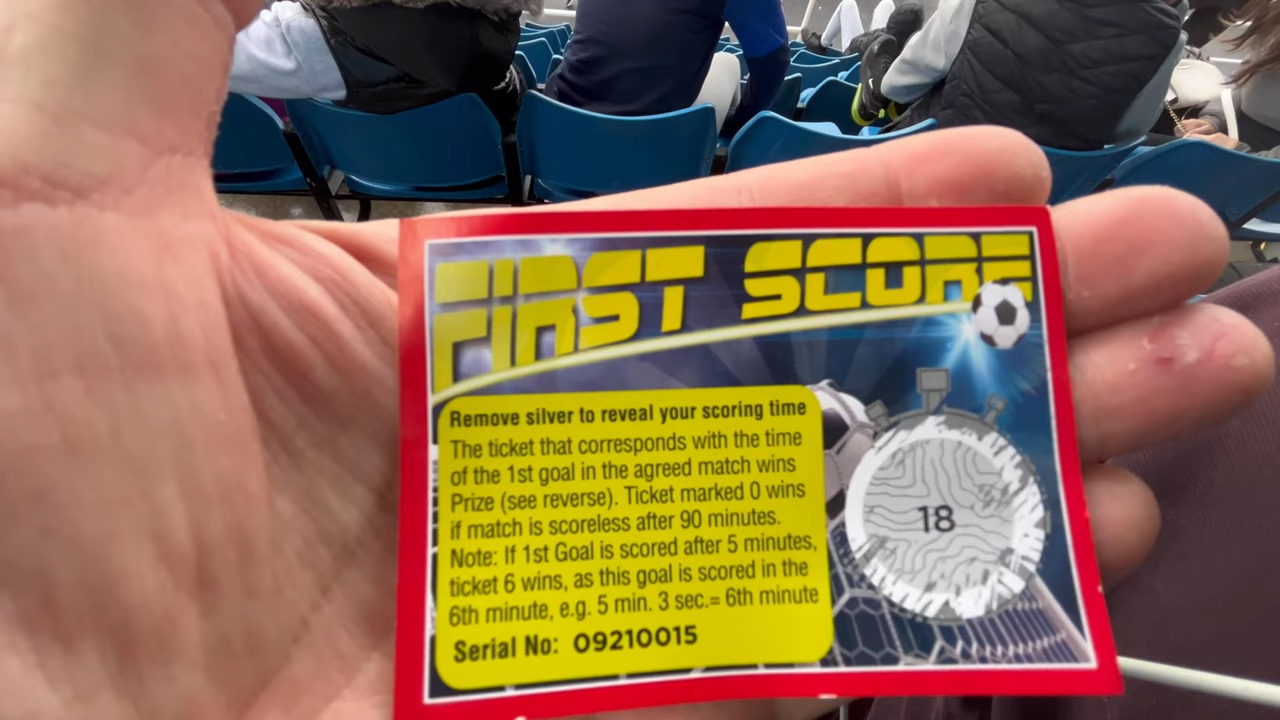 FIRST SCORE
Remove silver to reveal your scoring time
The ticket that corresponds with the time
of the 1st goal in the agreed match wins
Prize (see reverse). Ticket marked 0 wins
if match is scoreless after 90 minutes.
Note: If 1st Goal is scored after 5 minutes,
ticket 6 wins, as this goal is scored in the
6th minute, e.g. 5 min. 3 sec.= 6th minute
Serial No: 09210015
18